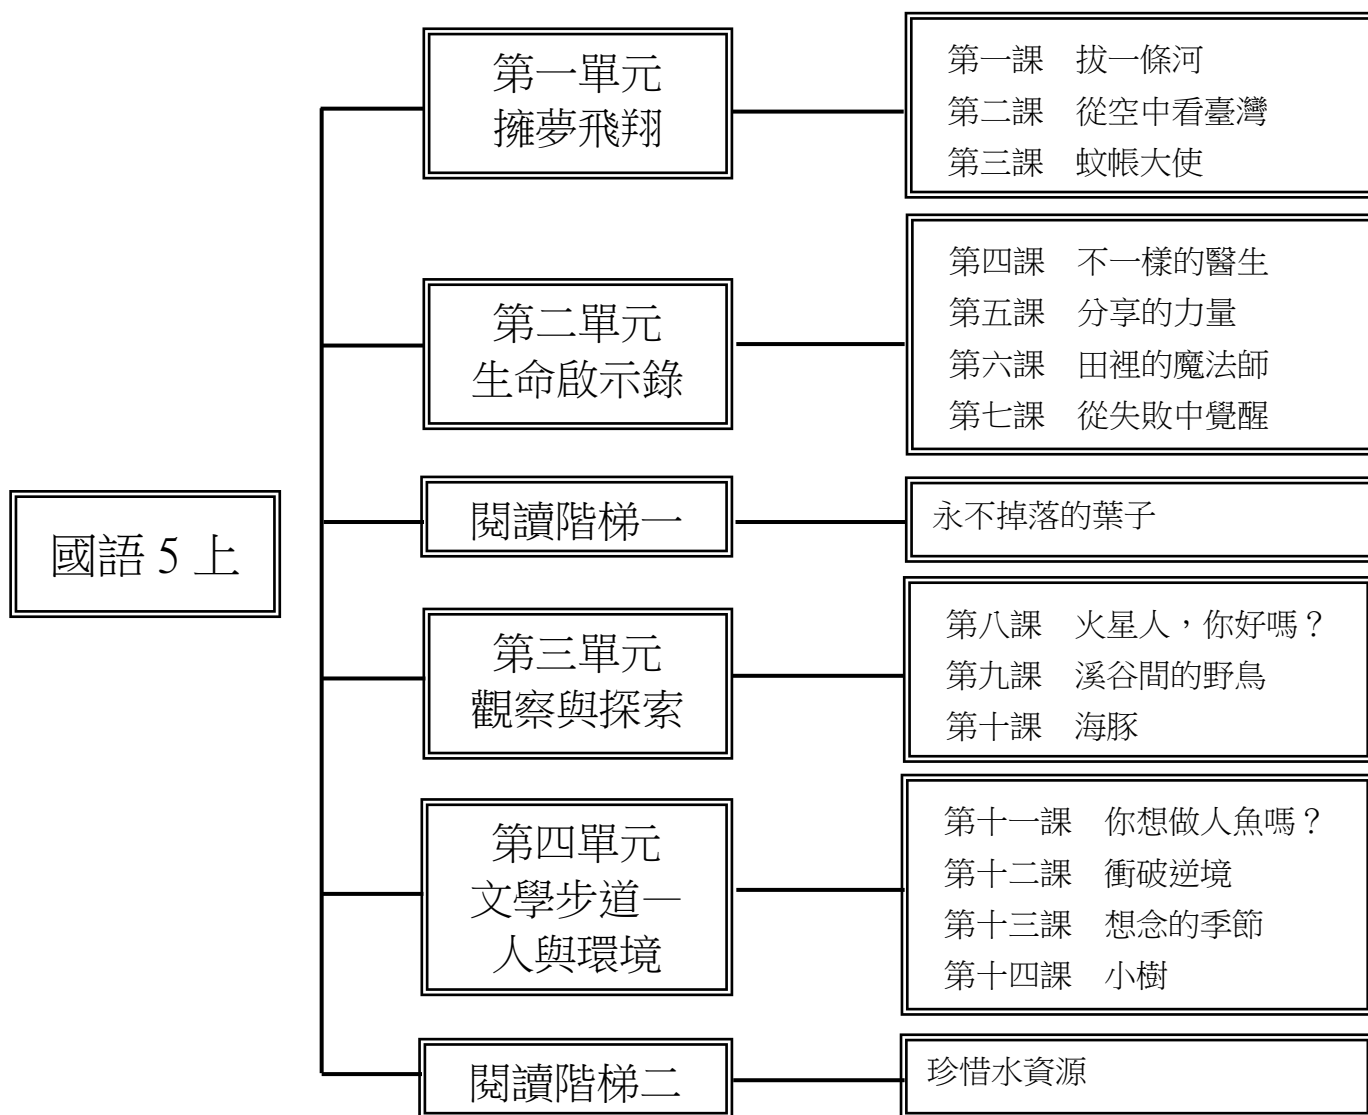 國語 5 上
第一單元
擁夢飛翔
第一課　拔一條河
第二課　從空中看臺灣
第三課　蚊帳大使
第二單元
生命啟示錄
第四課　不一樣的醫生
第五課　分享的力量
第六課　田裡的魔法師
第七課　從失敗中覺醒
閱讀階梯一
永不掉落的葉子
第三單元
觀察與探索
第八課　火星人，你好嗎？
第九課　溪谷間的野鳥
第十課　海豚
第四單元
文學步道—
人與環境
第十一課　你想做人魚嗎？
第十二課　衝破逆境
第十三課　想念的季節
第十四課　小樹
閱讀階梯二
珍惜水資源